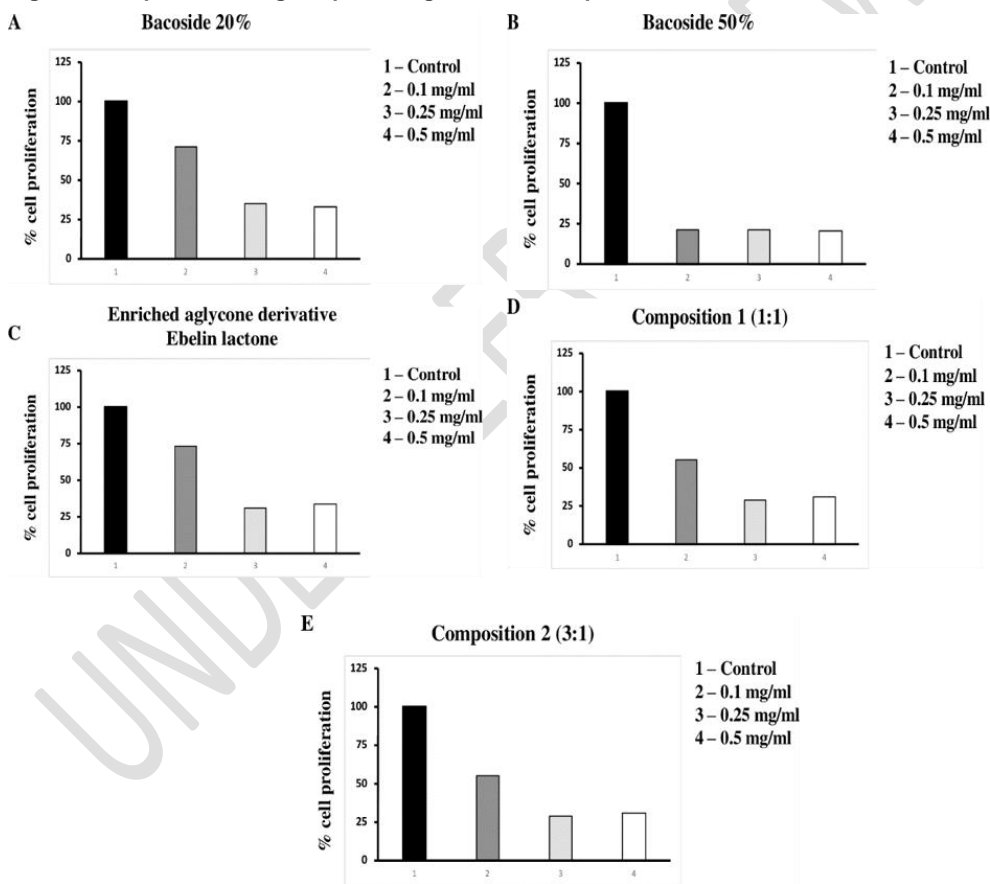 A
Bacoside 20%
125
100
75
50
25
0
% cell proliferation
1
2
3
4
1 – Control
2 – 0.1 mg/ml
3 – 0.25 mg/ml
4 – 0.5 mg/ml
B
Bacoside 50%
125
100
75
50
25
0
% cell proliferation
1
2
3
4
1 – Control
2 – 0.1 mg/ml
3 – 0.25 mg/ml
4 – 0.5 mg/ml
C
Enriched aglycone derivative
Ebelin lactone
125
100
75
50
25
0
% cell proliferation
1
2
3
4
1 – Control
2 – 0.1 mg/ml
3 – 0.25 mg/ml
4 – 0.5 mg/ml
D
Composition 1 (1:1)
125
100
75
50
25
0
% cell proliferation
1
2
3
4
1 – Control
2 – 0.1 mg/ml
3 – 0.25 mg/ml
4 – 0.5 mg/ml
E
Composition 2 (3:1)
125
100
75
50
25
0
% cell proliferation
1
2
3
4
1 – Control
2 – 0.1 mg/ml
3 – 0.25 mg/ml
4 – 0.5 mg/ml